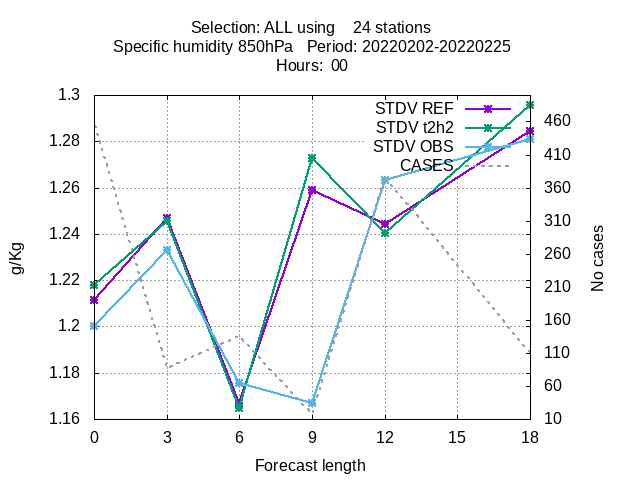 Selection: ALL using    24 stations
Specific humidity 850hPa   Period: 20220202-20220225
Hours:  00
STDV REF
STDV t2h2
STDV OBS
CASES
g/Kg
1.3
1.28
1.26
1.24
1.22
1.2
1.18
1.16
No cases
460
410
360
310
260
210
160
110
60
10
0 3 6 9 12 15 18
Forecast length